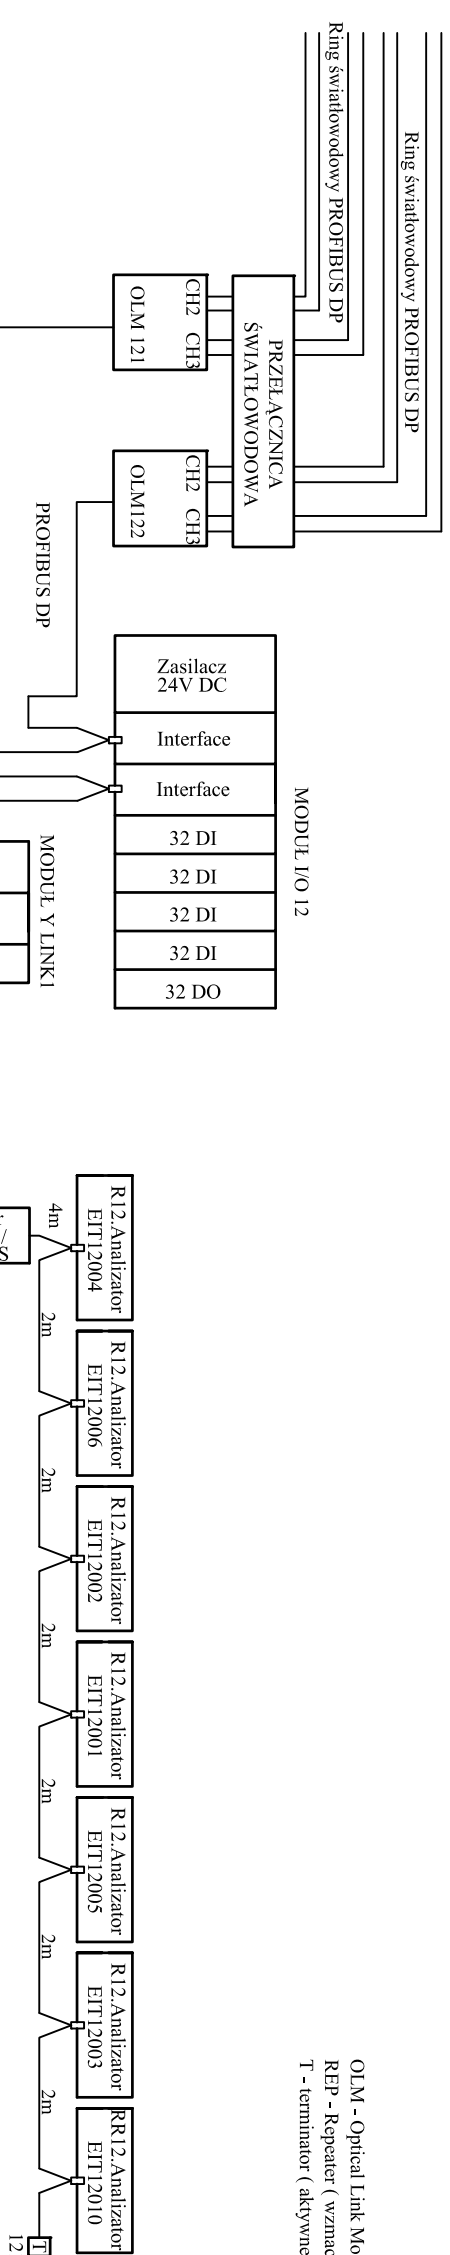 Ring światłowodowy PROFIBUS DP
Ring światłowodowy PROFIBUS DP
PRZEŁĄCZNICA
ŚWIATŁOWODOWA
CH2 CH3
OLM 121
CH2 CH3
OLM122
PROFIBUS DP
Zasilacz
24V DC
Interface
Interface
32 DI
32 DI
32 DI
32 DI
32 DO
MODUŁ I/O 12
MODUŁ Y LINK1
4m
R12.Analizator
EIT12004
2m
R12.Analizator
EIT12006
2m
R12.Analizator
EIT12002
2m
R12.Analizator
EIT12001
2m
R12.Analizator
EIT12005
2m
R12.Analizator
EIT12003
2m
RR12.Analizator
EIT12010
T
12
OLM - Optical Link Mo
REP - Repeater ( wzmac
T - terminator ( aktywne